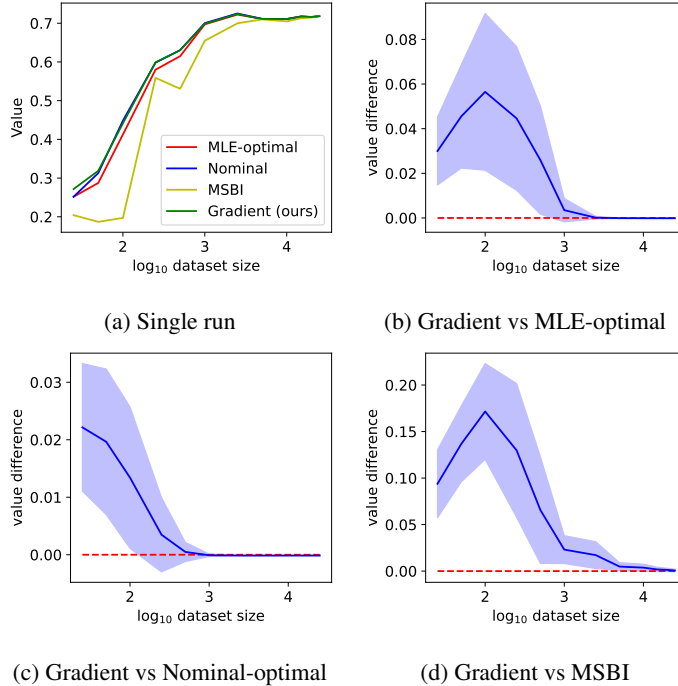 0.7
0.6
0.5
0.4
0.3
0.2
Value
MLE-optimal
Nominal
MSBI
Gradient (ours)
2 3 4
log10 dataset size
(a) Single run
0.08
0.06
0.04
0.02
0.00
value difference
2 3 4
log10 dataset size
(b) Gradient vs MLE-optimal
0.03
0.02
0.01
0.00
value difference
2 3 4
log10 dataset size
(c) Gradient vs Nominal-optimal
0.20
0.15
0.10
0.05
0.00
value difference
2 3 4
log10 dataset size
(d) Gradient vs MSBI